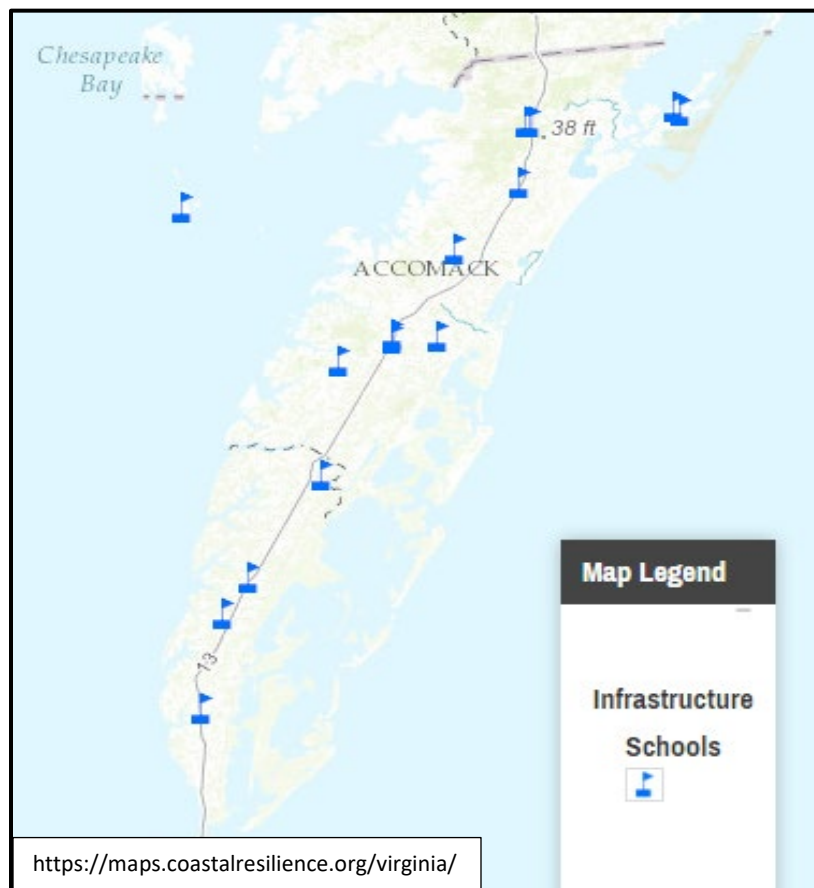 Chesapeake
Bay
38 ft
ACCOMACK
13
Map Legend
Infrastructure
Schools
https://maps.coastalresilience.org/virginia/